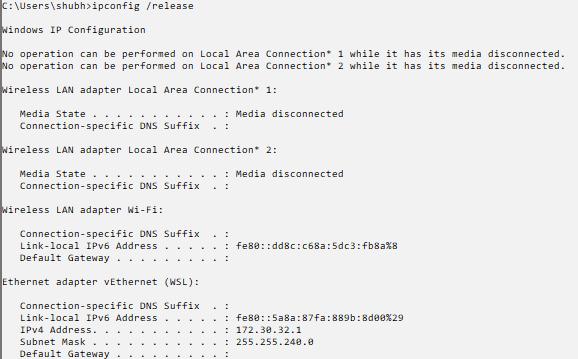 C:\Users\shubh>ipconfig /release
Windows IP Configuration
No operation can be performed on Local Area Connection* 1 while it has its media disconnected.
No operation can be performed on Local Area Connection* 2 while it has its media disconnected.
Wireless LAN adapter Local Area Connection* 1:
   Media State . . . . . . . . . . . : Media disconnected
   Connection-specific DNS Suffix  . :
Wireless LAN adapter Local Area Connection* 2:
   Media State . . . . . . . . . . . : Media disconnected
   Connection-specific DNS Suffix  . :
Wireless LAN adapter Wi-Fi:
   Connection-specific DNS Suffix  . :
   Link-local IPv6 Address . . . . . : fe80::dd8c:c68a:5dc3:fb8a%8
   Default Gateway . . . . . . . . . :
Ethernet adapter vEthernet (WSL):
   Connection-specific DNS Suffix  . :
   Link-local IPv6 Address . . . . . : fe80::5a8a:87fa:889b:8d00%29
   IPv4 Address. . . . . . . . . . . : 172.30.32.1
   Subnet Mask . . . . . . . . . . . : 255.255.240.0
   Default Gateway . . . . . . . . . :